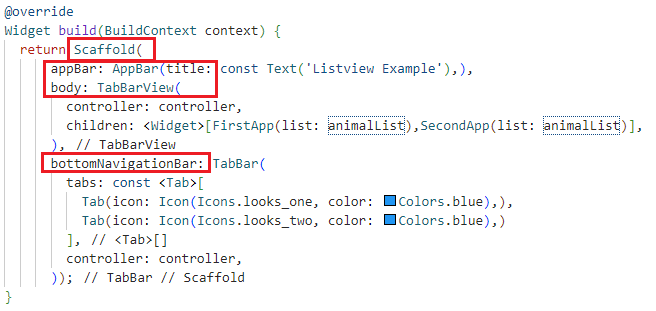 @override
Widget build(BuildContext context) {
return Scaffold(
appBar: AppBar(title: const Text('Listview Example'),),
body: TabBarView(
controller: controller,
children: <Widget>[FirstApp(list: animalList),SecondApp(list: animalList)],
), // TabBarView
bottomNavigationBar: TabBar(
tabs: const <Tab>[
Tab(icon: Icon(Icons.looks_one, color: Colors.blue),),
Tab(icon: Icon(Icons.looks_two, color: Colors.blue),)
], // <Tab>[]
controller: controller,
)); // TabBar // Scaffold
}